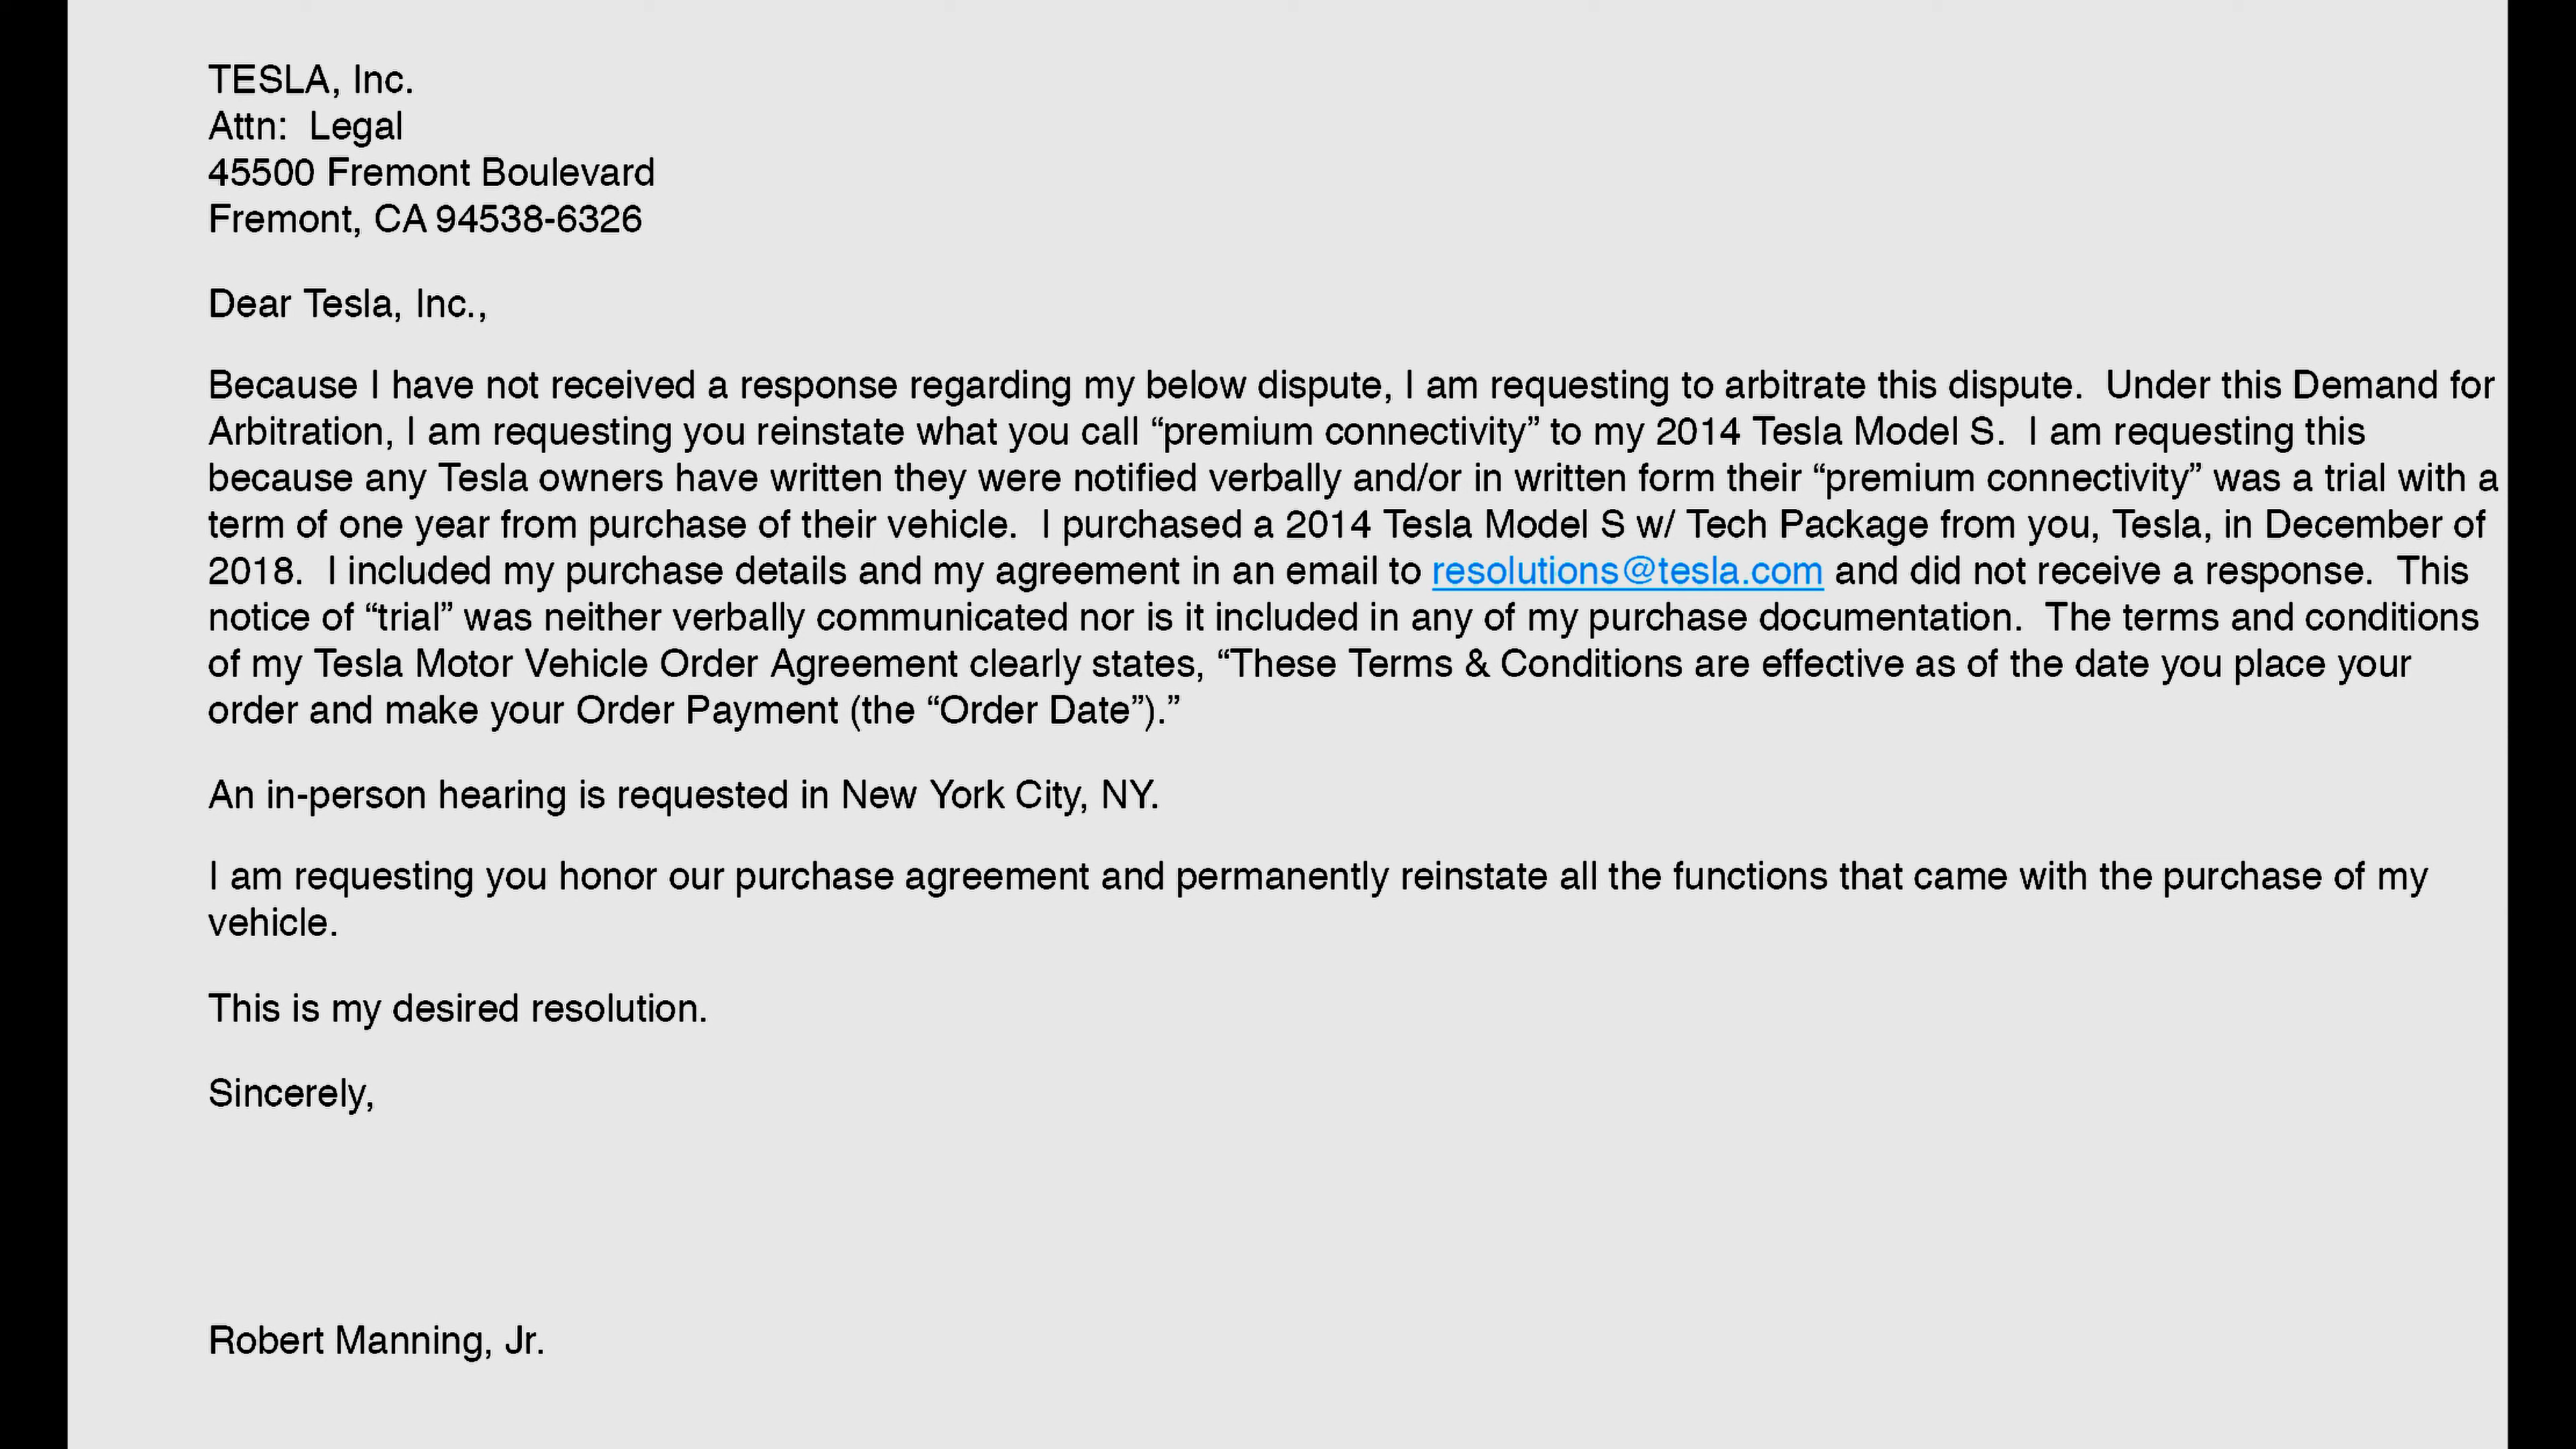 TESLA, Inc.
Attn:  Legal
45500 Fremont Boulevard
Fremont, CA 94538-6326
Dear Tesla, Inc.,
Because I have not received a response regarding my below dispute, I am requesting to arbitrate this dispute.  Under this Demand for
Arbitration, I am requesting you reinstate what you call “premium connectivity” to my 2014 Tesla Model S.  I am requesting this
because any Tesla owners have written they were notified verbally and/or in written form their “premium connectivity” was a trial with a
term of one year from purchase of their vehicle.  I purchased a 2014 Tesla Model S w/ Tech Package from you, Tesla, in December of
2018.  I included my purchase details and my agreement in an email to resolutions@tesla.com and did not receive a response.  This
notice of “trial” was neither verbally communicated nor is it included in any of my purchase documentation.  The terms and conditions
of my Tesla Motor Vehicle Order Agreement clearly states, “These Terms & Conditions are effective as of the date you place your
order and make your Order Payment (the “Order Date”).”
An in-person hearing is requested in New York City, NY.
I am requesting you honor our purchase agreement and permanently reinstate all the functions that came with the purchase of my
vehicle.
This is my desired resolution.
Sincerely,
Robert Manning, Jr.